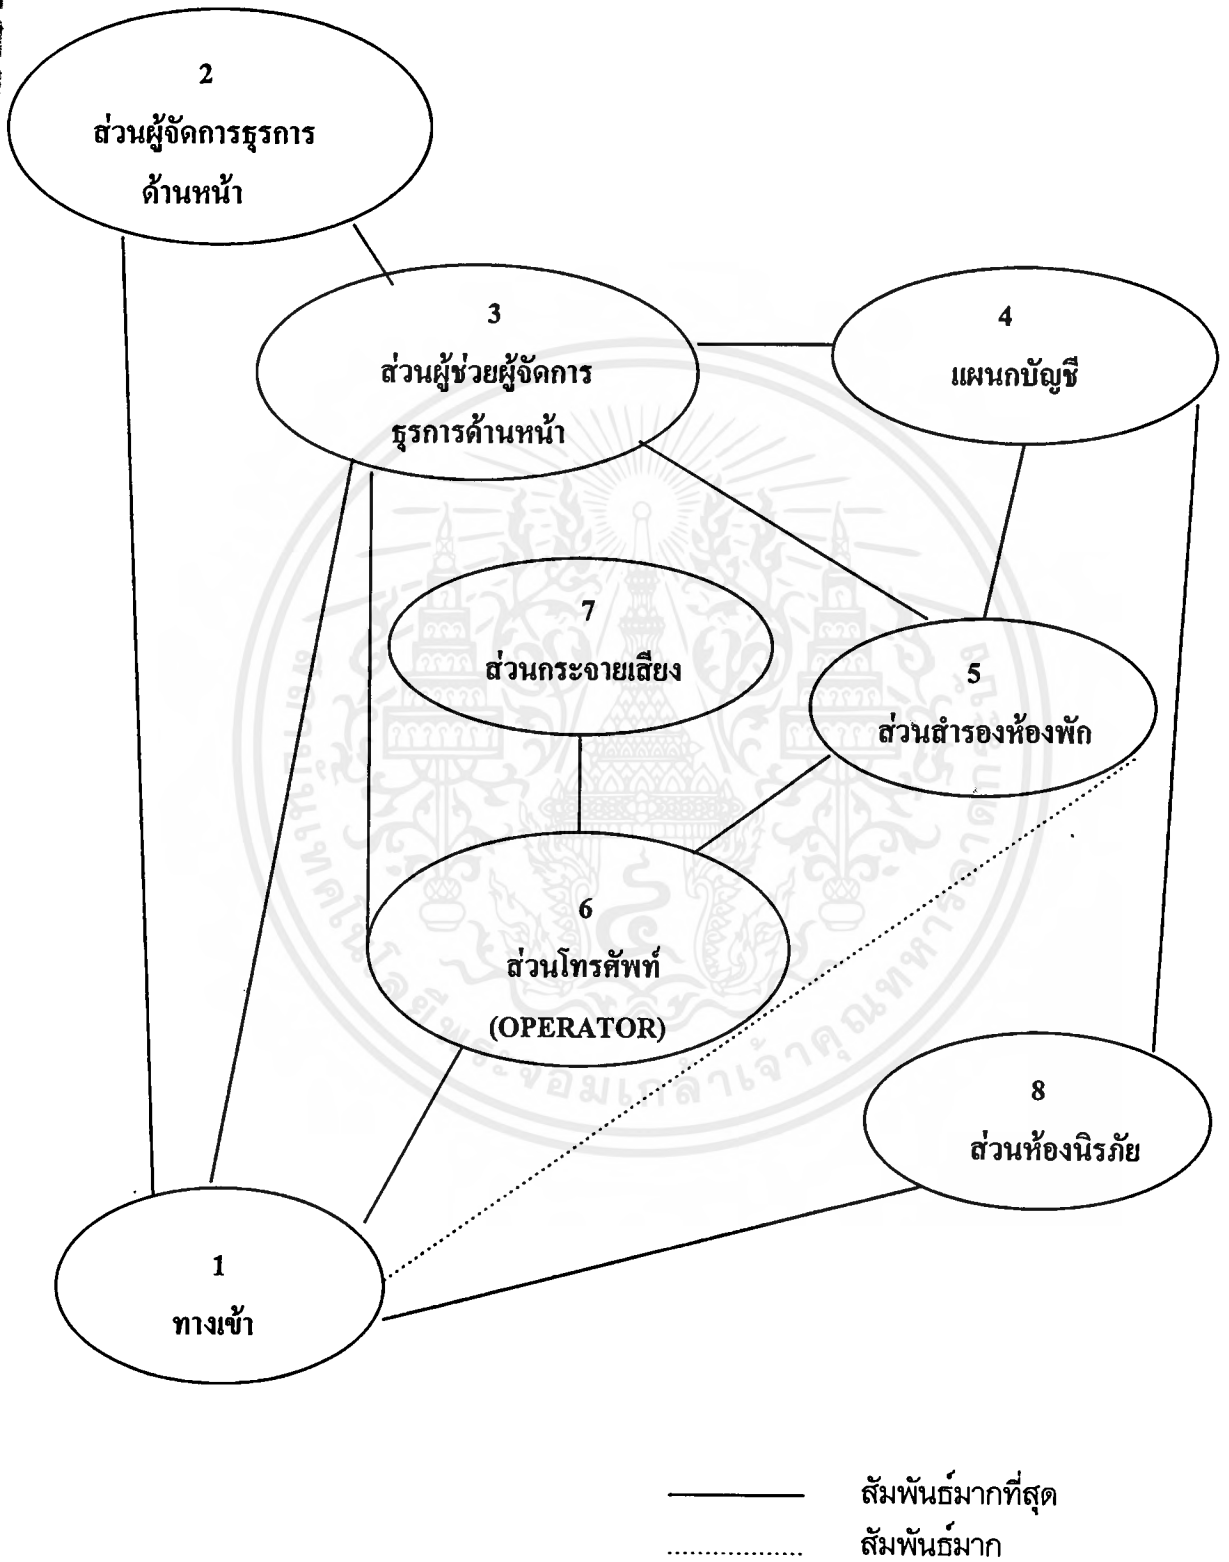 2
ส่วนผู้จัดการธุรการ
ด้านหน้า
3
ส่วนผู้ช่วยผู้จัดการ
ธุรการด้านหน้า
4
แผนกบัญชี
7
ส่วนกระจายเสียง
5
ส่วนสำรองห้องพัก
6
ส่วนโทรศัพท์
(OPERATOR)
8
ส่วนห้องนิรภัย
1
ทางเข้า
สัมพันธ์มากที่สุด
สัมพันธ์มาก